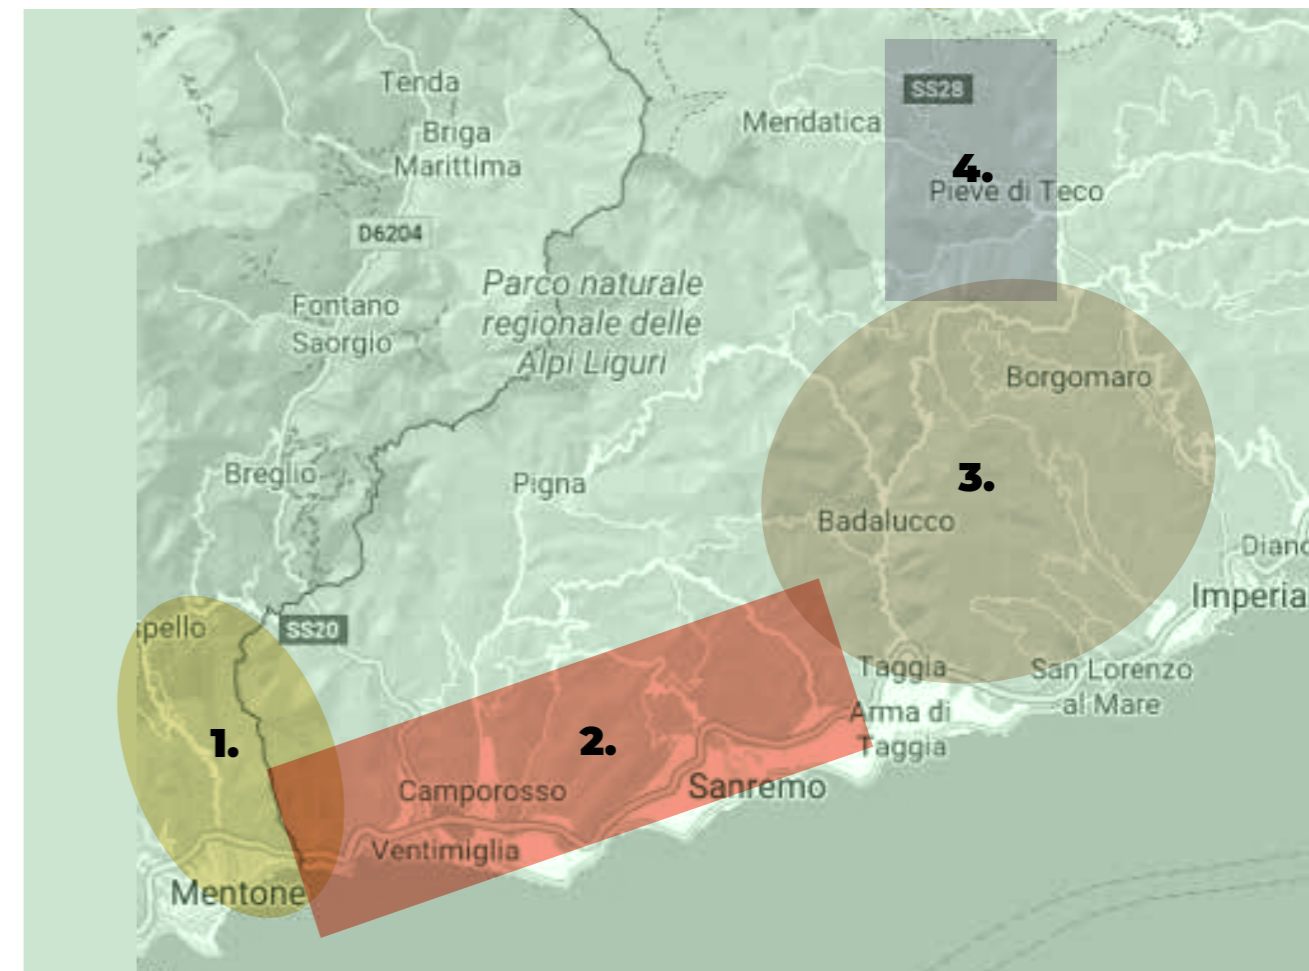 Tenda
SS28
Mendatica
Briga
Marittima
4.
Pieve di Teco
D6204
Parco naturale
regionale delle
Alpi Liguri
Fontano
Saorgio
Borgomaro
Breglio
Pigna
3.
Badalucco
Diano
Imperia
pello
SS20
Taggia
San Lorenzo
al Mare
Arma di
Taggia
1.
2.
Camporosso
Sanremo
Ventimiglia
Mentone